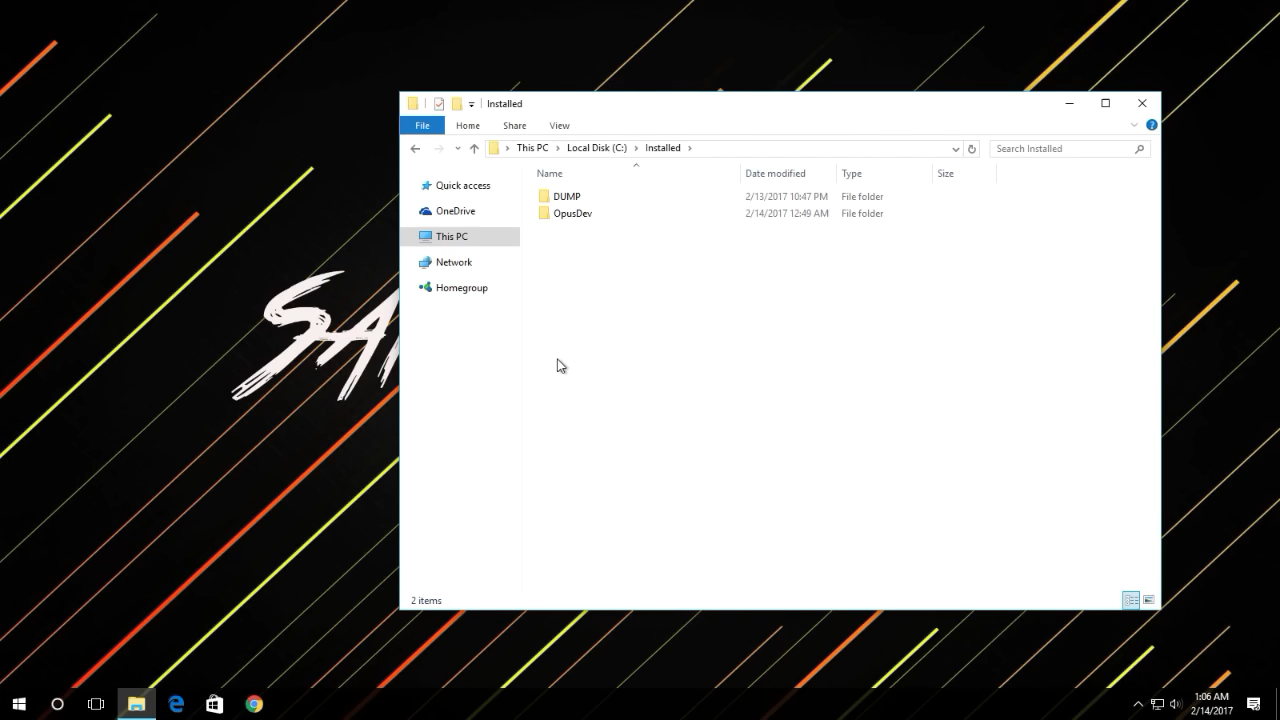 Installed
File Home Share View
This PC Local Disk (C:) Installed
Search Installed
Name Date modified Type Size
Quick access
OneDrive
This PC
Network
Homegroup
DUMP 2/13/2017 10:47 PM File folder
OpusDev 2/14/2017 12:49 AM File folder
SA
2 items
1:06 AM
2/14/2017